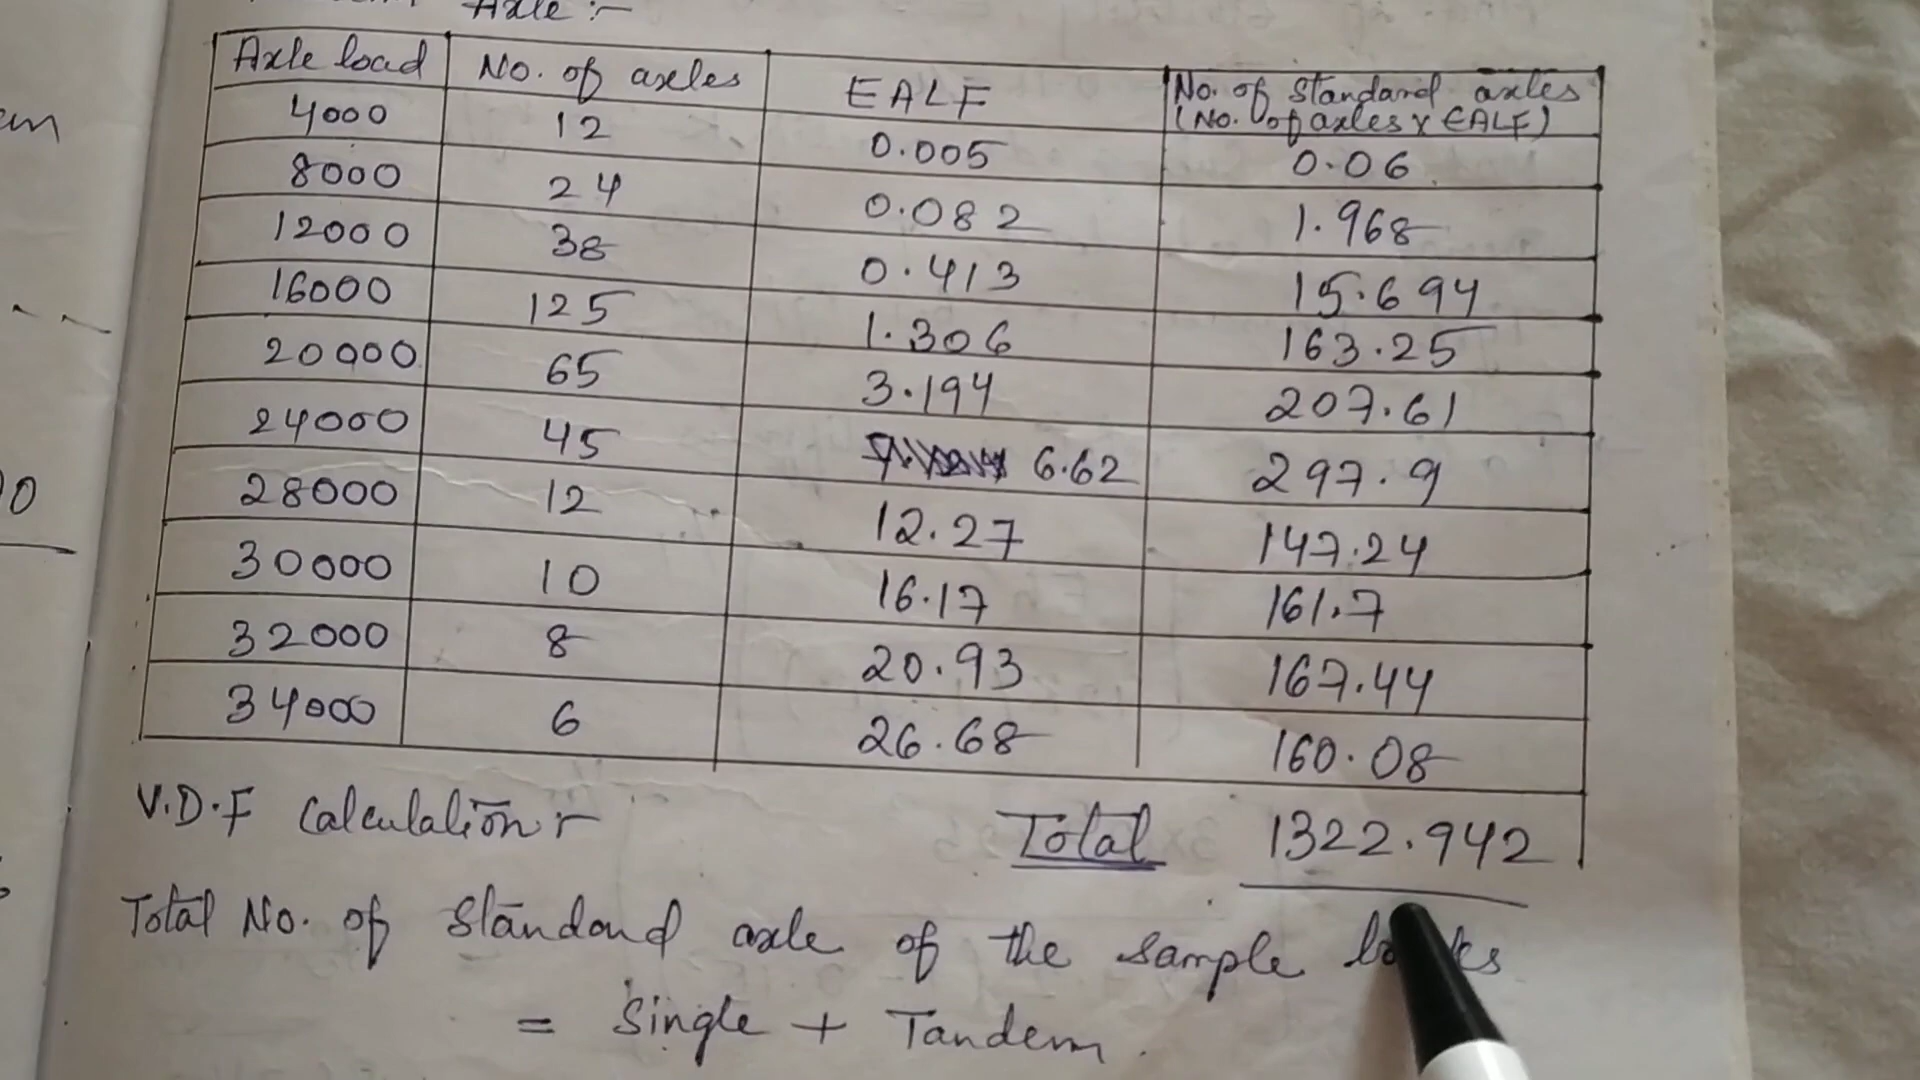 Axle :-
Axle load No. of axles EALF No. of standard axles
(No. of axles x EALF)
4000 12 0.005 0.06
8000 24 0.082 1.968
12000 38 0.413 15.694
16000 125 1.306 163.25
20000 65 3.194 207.61
24000 45 6.62 297.9
28000 12 12.27 147.24
30000 10 16.17 161.7
32000 8 20.93 167.44
34000 6 26.68 160.08
V.D.F Calculation :-
Total 1322.942
Total No. of Standard axle of the sample
= Single + Tandem.